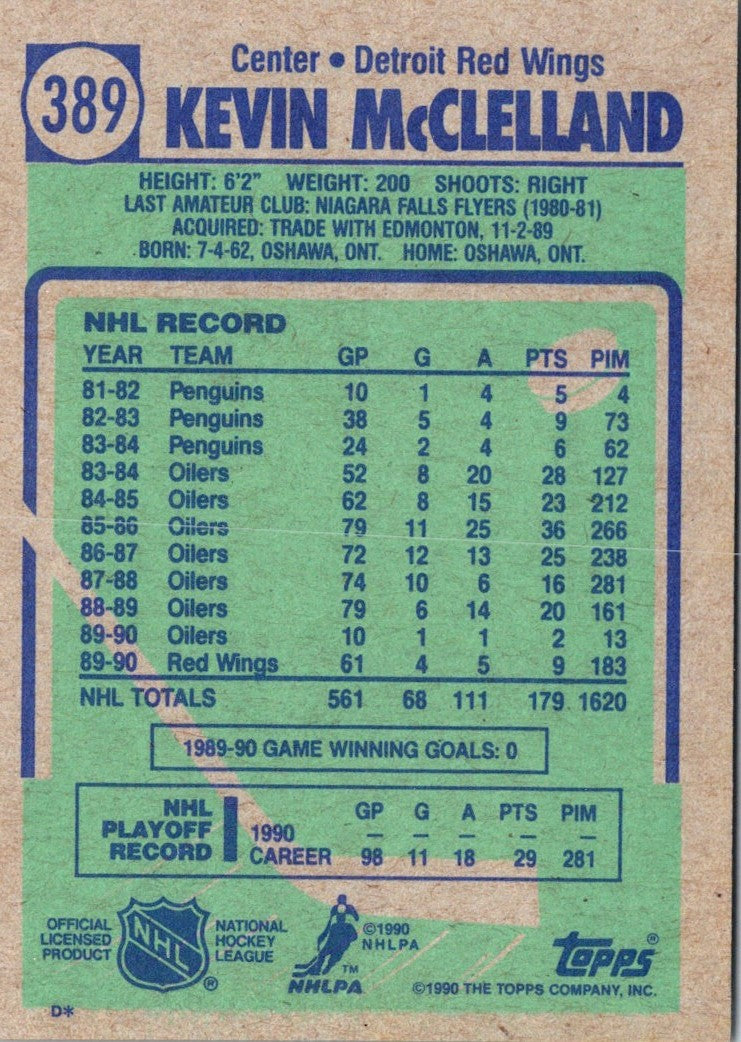 389
Center • Detroit Red Wings
KEVIN McCLELLAND
HEIGHT: 6'2" WEIGHT: 200 SHOOTS: RIGHT
LAST AMATEUR CLUB: NIAGARA FALLS FLYERS (1980-81)
ACQUIRED: TRADE WITH EDMONTON, 11-2-89
BORN: 7-4-62, OSHAWA, ONT. HOME: OSHAWA, ONT.
NHL RECORD
YEAR TEAM GP G A PTS PIM
81-82 Penguins 10 1 4 5 4
82-83 Penguins 38 5 4 9 73
83-84 Penguins 24 2 4 6 62
83-84 Oilers 52 8 20 28 127
84-85 Oilers 62 8 15 23 212
85-86 Oilers 79 11 25 36 266
86-87 Oilers 72 12 13 25 238
87-88 Oilers 74 10 6 16 281
88-89 Oilers 79 6 14 20 161
89-90 Oilers 10 1 1 2 13
89-90 Red Wings 61 4 5 9 183
NHL TOTALS 561 68 111 179 1620
1989-90 GAME WINNING GOALS: 0
NHL PLAYOFF RECORD
GP G A PTS PIM
1990 – – – – –
CAREER 98 11 18 29 281
OFFICIAL LICENSED PRODUCT
NHL
®
NATIONAL HOCKEY LEAGUE
TM
NHLPA
©1990 NHLPA
topps®
©1990 THE TOPPS COMPANY, INC.
D*